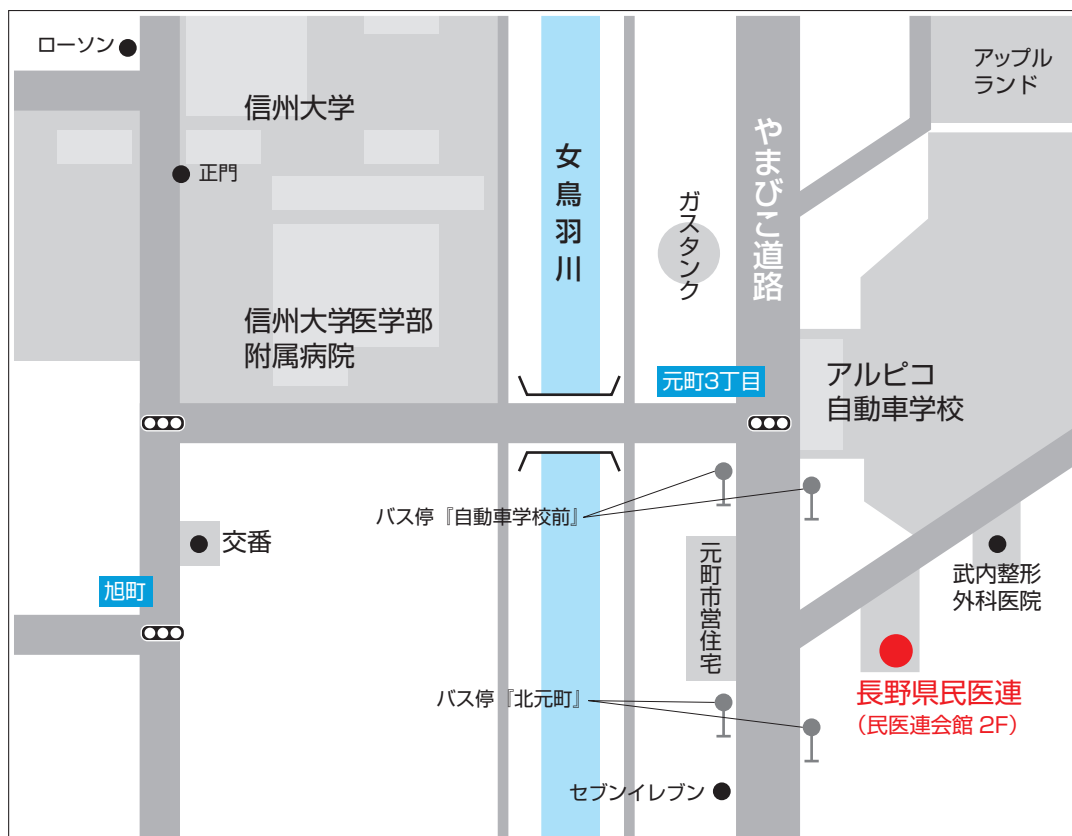 ローソン
信州大学
正門
信州大学医学部
附属病院
女鳥羽川
ガスタンク
やまびこ道路
アップル
ランド
元町3丁目
アルピコ
自動車学校
バス停『自動車学校前』
交番
旭町
元町市営住宅
武内整形
外科医院
長野県民医連
（民医連会館 2F）
バス停『北元町』
セブンイレブン